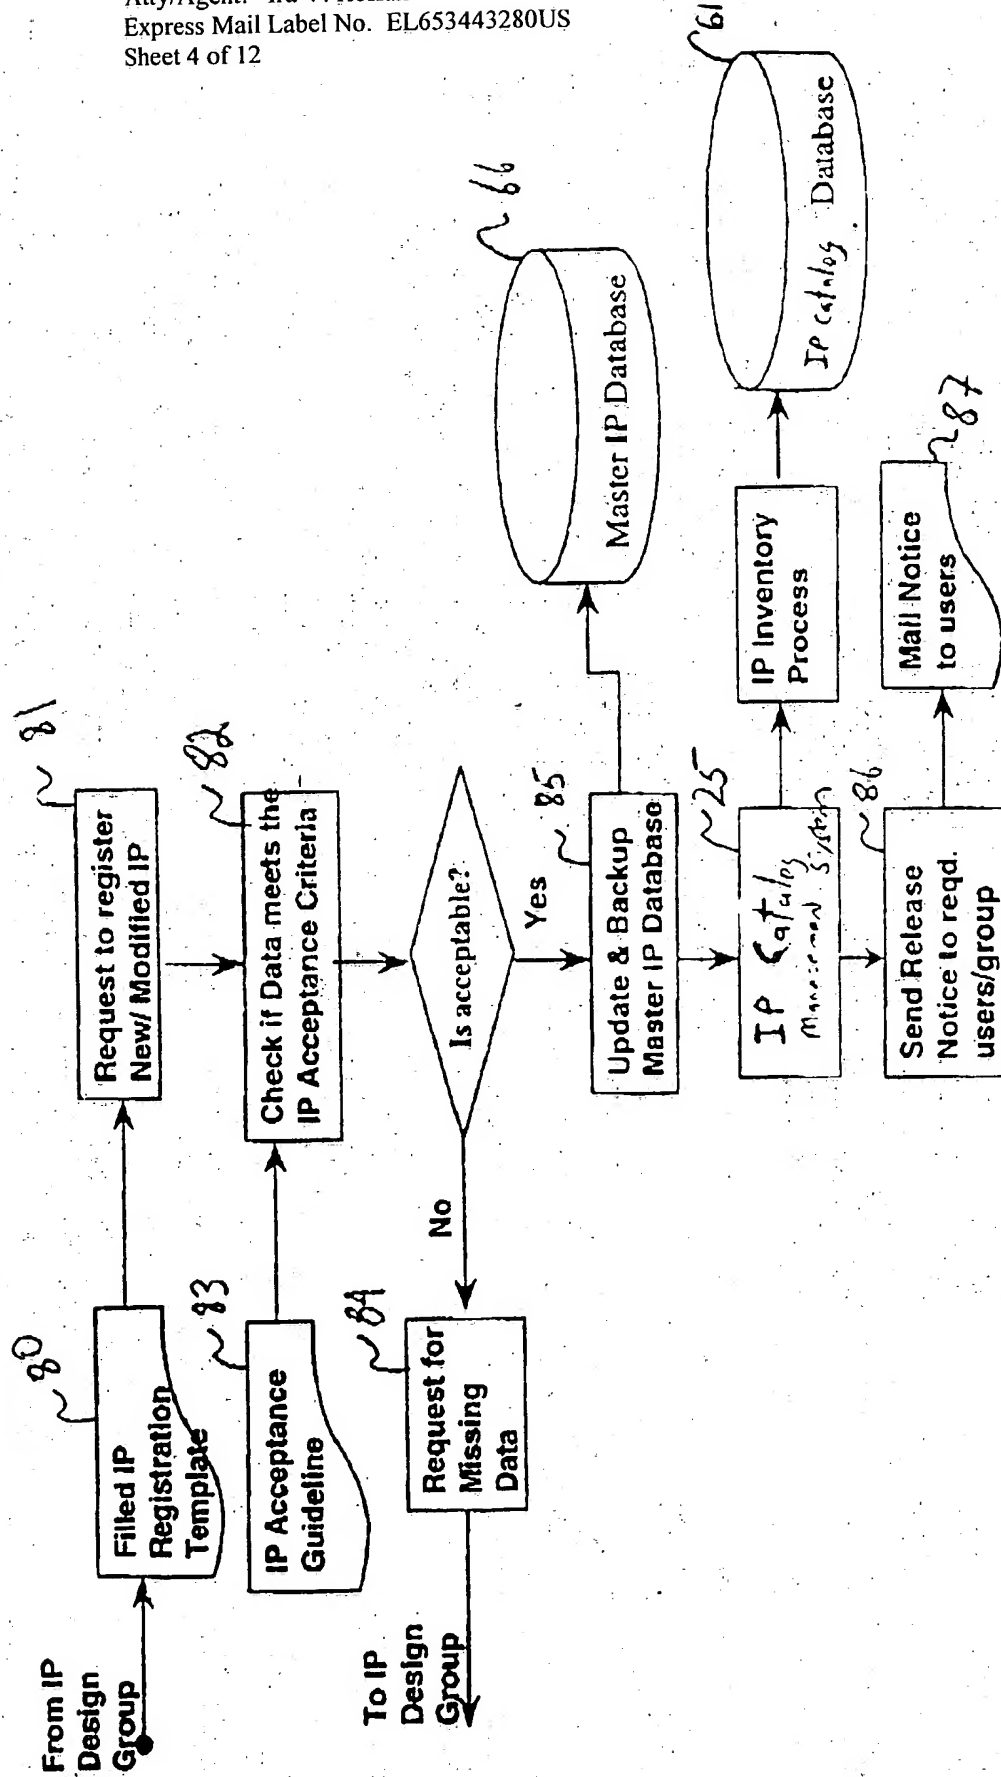 Express Mail Label No. EL653443280US
Sheet 4 of 12
From IP
Design
Group
80
Filled IP
Registration
Template
81
Request to register
New/ Modified IP
83
IP Acceptance
Guideline
82
Check if Data meets the
IP Acceptance Criteria
Is acceptable?
No
Yes
84
Request for
Missing
Data
To IP
Design
Group
85
Update & Backup
Master IP Database
66
Master IP Database
25
IP Catalog
Management System
IP Inventory
Process
61
IP Catalog Database
86
Send Release
Notice to reqd.
users/group
87
Mail Notice
to users